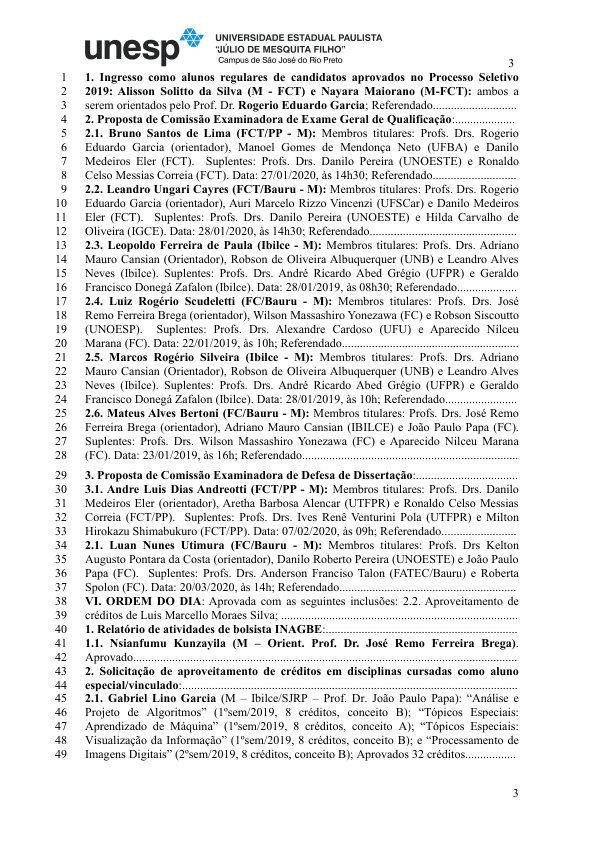 unesp
UNIVERSIDADE ESTADUAL PAULISTA
"JÚLIO DE MESQUITA FILHO"
Campus de São José do Rio Preto
3
1 1. Ingresso como alunos regulares de candidatos aprovados no Processo Seletivo
2 2019: Alisson Solitto da Silva (M - FCT) e Nayara Maiorano (M-FCT): ambos a
3 serem orientados pelo Prof. Dr. Rogerio Eduardo Garcia; Referendado............................
4 2. Proposta de Comissão Examinadora de Exame Geral de Qualificação:....................
5 2.1. Bruno Santos de Lima (FCT/PP - M): Membros titulares: Profs. Drs. Rogerio
6 Eduardo Garcia (orientador), Manoel Gomes de Mendonça Neto (UFBA) e Danilo
7 Medeiros Eler (FCT). Suplentes: Profs. Drs. Danilo Pereira (UNOESTE) e Ronaldo
8 Celso Messias Correia (FCT). Data: 27/01/2020, às 14h30; Referendado............................
9 2.2. Leandro Ungari Cayres (FCT/Bauru - M): Membros titulares: Profs. Drs. Rogerio
10 Eduardo Garcia (orientador), Auri Marcelo Rizzo Vincenzi (UFSCar) e Danilo Medeiros
11 Eler (FCT). Suplentes: Profs. Drs. Danilo Pereira (UNOESTE) e Hilda Carvalho de
12 Oliveira (IGCE). Data: 28/01/2020, às 14h30; Referendado.................................................
13 2.3. Leopoldo Ferreira de Paula (Ibilce - M): Membros titulares: Profs. Drs. Adriano
14 Mauro Cansian (Orientador), Robson de Oliveira Albuquerquer (UNB) e Leandro Alves
15 Neves (Ibilce). Suplentes: Profs. Drs. André Ricardo Abed Grégio (UFPR) e Geraldo
16 Francisco Donegá Zafalon (Ibilce). Data: 28/01/2019, às 08h30; Referendado....................
17 2.4. Luiz Rogério Scudeletti (FC/Bauru - M): Membros titulares: Profs. Drs. José
18 Remo Ferreira Brega (orientador), Wilson Massashiro Yonezawa (FC) e Robson Siscoutto
19 (UNOESP). Suplentes: Profs. Drs. Alexandre Cardoso (UFU) e Aparecido Nilceu
20 Marana (FC). Data: 22/01/2019, às 10h; Referendado...........................................................
21 2.5. Marcos Rogério Silveira (Ibilce - M): Membros titulares: Profs. Drs. Adriano
22 Mauro Cansian (Orientador), Robson de Oliveira Albuquerquer (UNB) e Leandro Alves
23 Neves (Ibilce). Suplentes: Profs. Drs. André Ricardo Abed Grégio (UFPR) e Geraldo
24 Francisco Donegá Zafalon (Ibilce). Data: 28/01/2019, às 10h; Referendado........................
25 2.6. Mateus Alves Bertoni (FC/Bauru - M): Membros titulares: Profs. Drs. José Remo
26 Ferreira Brega (orientador), Adriano Mauro Cansian (IBILCE) e João Paulo Papa (FC).
27 Suplentes: Profs. Drs. Wilson Massashiro Yonezawa (FC) e Aparecido Nilceu Marana
28 (FC). Data: 23/01/2019, às 16h; Referendado........................................................................
29 3. Proposta de Comissão Examinadora de Defesa de Dissertação:..................................
30 3.1. Andre Luis Dias Andreotti (FCT/PP - M): Membros titulares: Profs. Drs. Danilo
31 Medeiros Eler (orientador), Aretha Barbosa Alencar (UTFPR) e Ronaldo Celso Messias
32 Correia (FCT/PP). Suplentes: Profs. Drs. Ives Renê Venturini Pola (UTFPR) e Milton
33 Hirokazu Shimabukuro (FCT/PP). Data: 07/02/2020, às 09h; Referendado.........................
34 2.1. Luan Nunes Utimura (FC/Bauru - M): Membros titulares: Profs. Drs Kelton
35 Augusto Pontara da Costa (orientador), Danilo Roberto Pereira (UNOESTE) e João Paulo
36 Papa (FC). Suplentes: Profs. Drs. Anderson Franciso Talon (FATEC/Bauru) e Roberta
37 Spolon (FC). Data: 20/03/2020, às 14h; Referendado...........................................................
38 VI. ORDEM DO DIA: Aprovada com as seguintes inclusões: 2.2. Aproveitamento de
39 créditos de Luis Marcello Moraes Silva; ..............................................................................
40 1. Relatório de atividades de bolsista INAGBE:................................................................
41 1.1. Nsianfumu Kunzayila (M – Orient. Prof. Dr. José Remo Ferreira Brega).
42 Aprovado................................................................................................................................
43 2. Solicitação de aproveitamento de créditos em disciplinas cursadas como aluno
44 especial/vinculado:................................................................................................................
45 2.1. Gabriel Lino Garcia (M – Ibilce/SJRP – Prof. Dr. João Paulo Papa): “Análise e
46 Projeto de Algoritmos” (1ºsem/2019, 8 créditos, conceito B); “Tópicos Especiais:
47 Aprendizado de Máquina” (1ºsem/2019, 8 créditos, conceito A); “Tópicos Especiais:
48 Visualização da Informação” (1ºsem/2019, 8 créditos, conceito B); e “Processamento de
49 Imagens Digitais” (2ºsem/2019, 8 créditos, conceito B); Aprovados 32 créditos.................
3